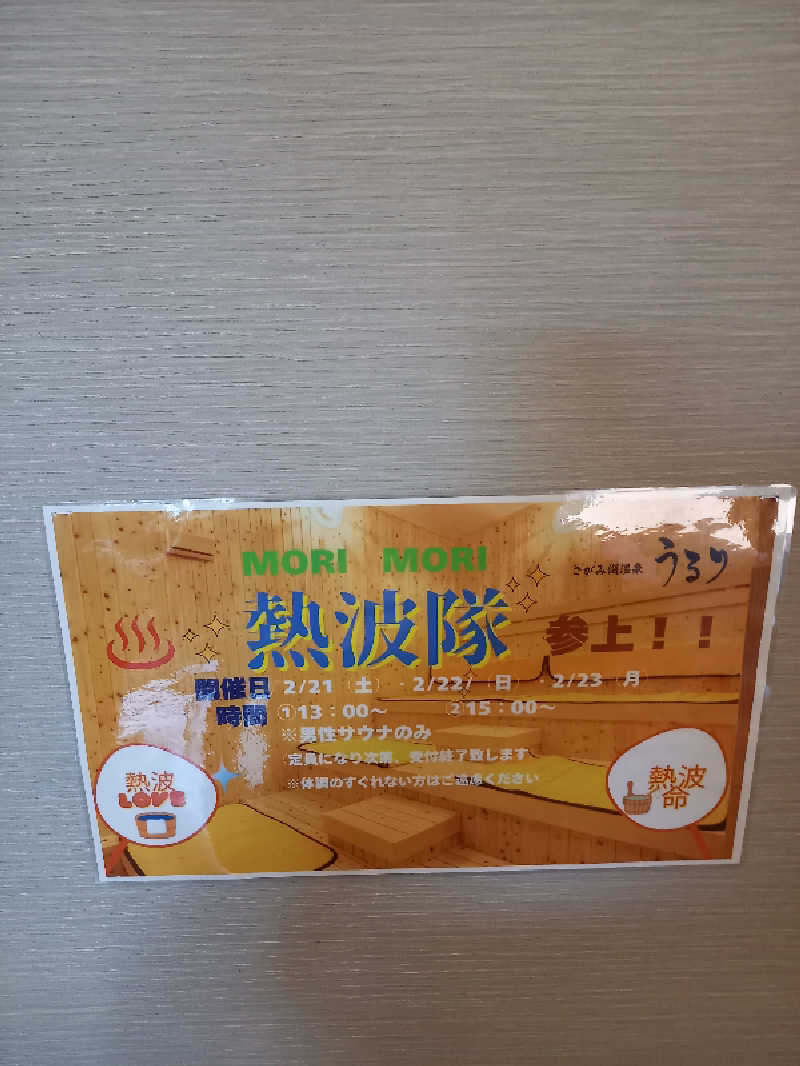 MORI MORI
さがみ湖温泉 うるり
熱波隊 参上！！
開催日 2/21（土）・2/22/（日） 2/23（月）
時間 ①13：00～ ②15：00～
※男性サウナのみ
定員になり次第、受付終了致します
※体調のすぐれない方はご遠慮ください
熱波
LOVE
熱波
命